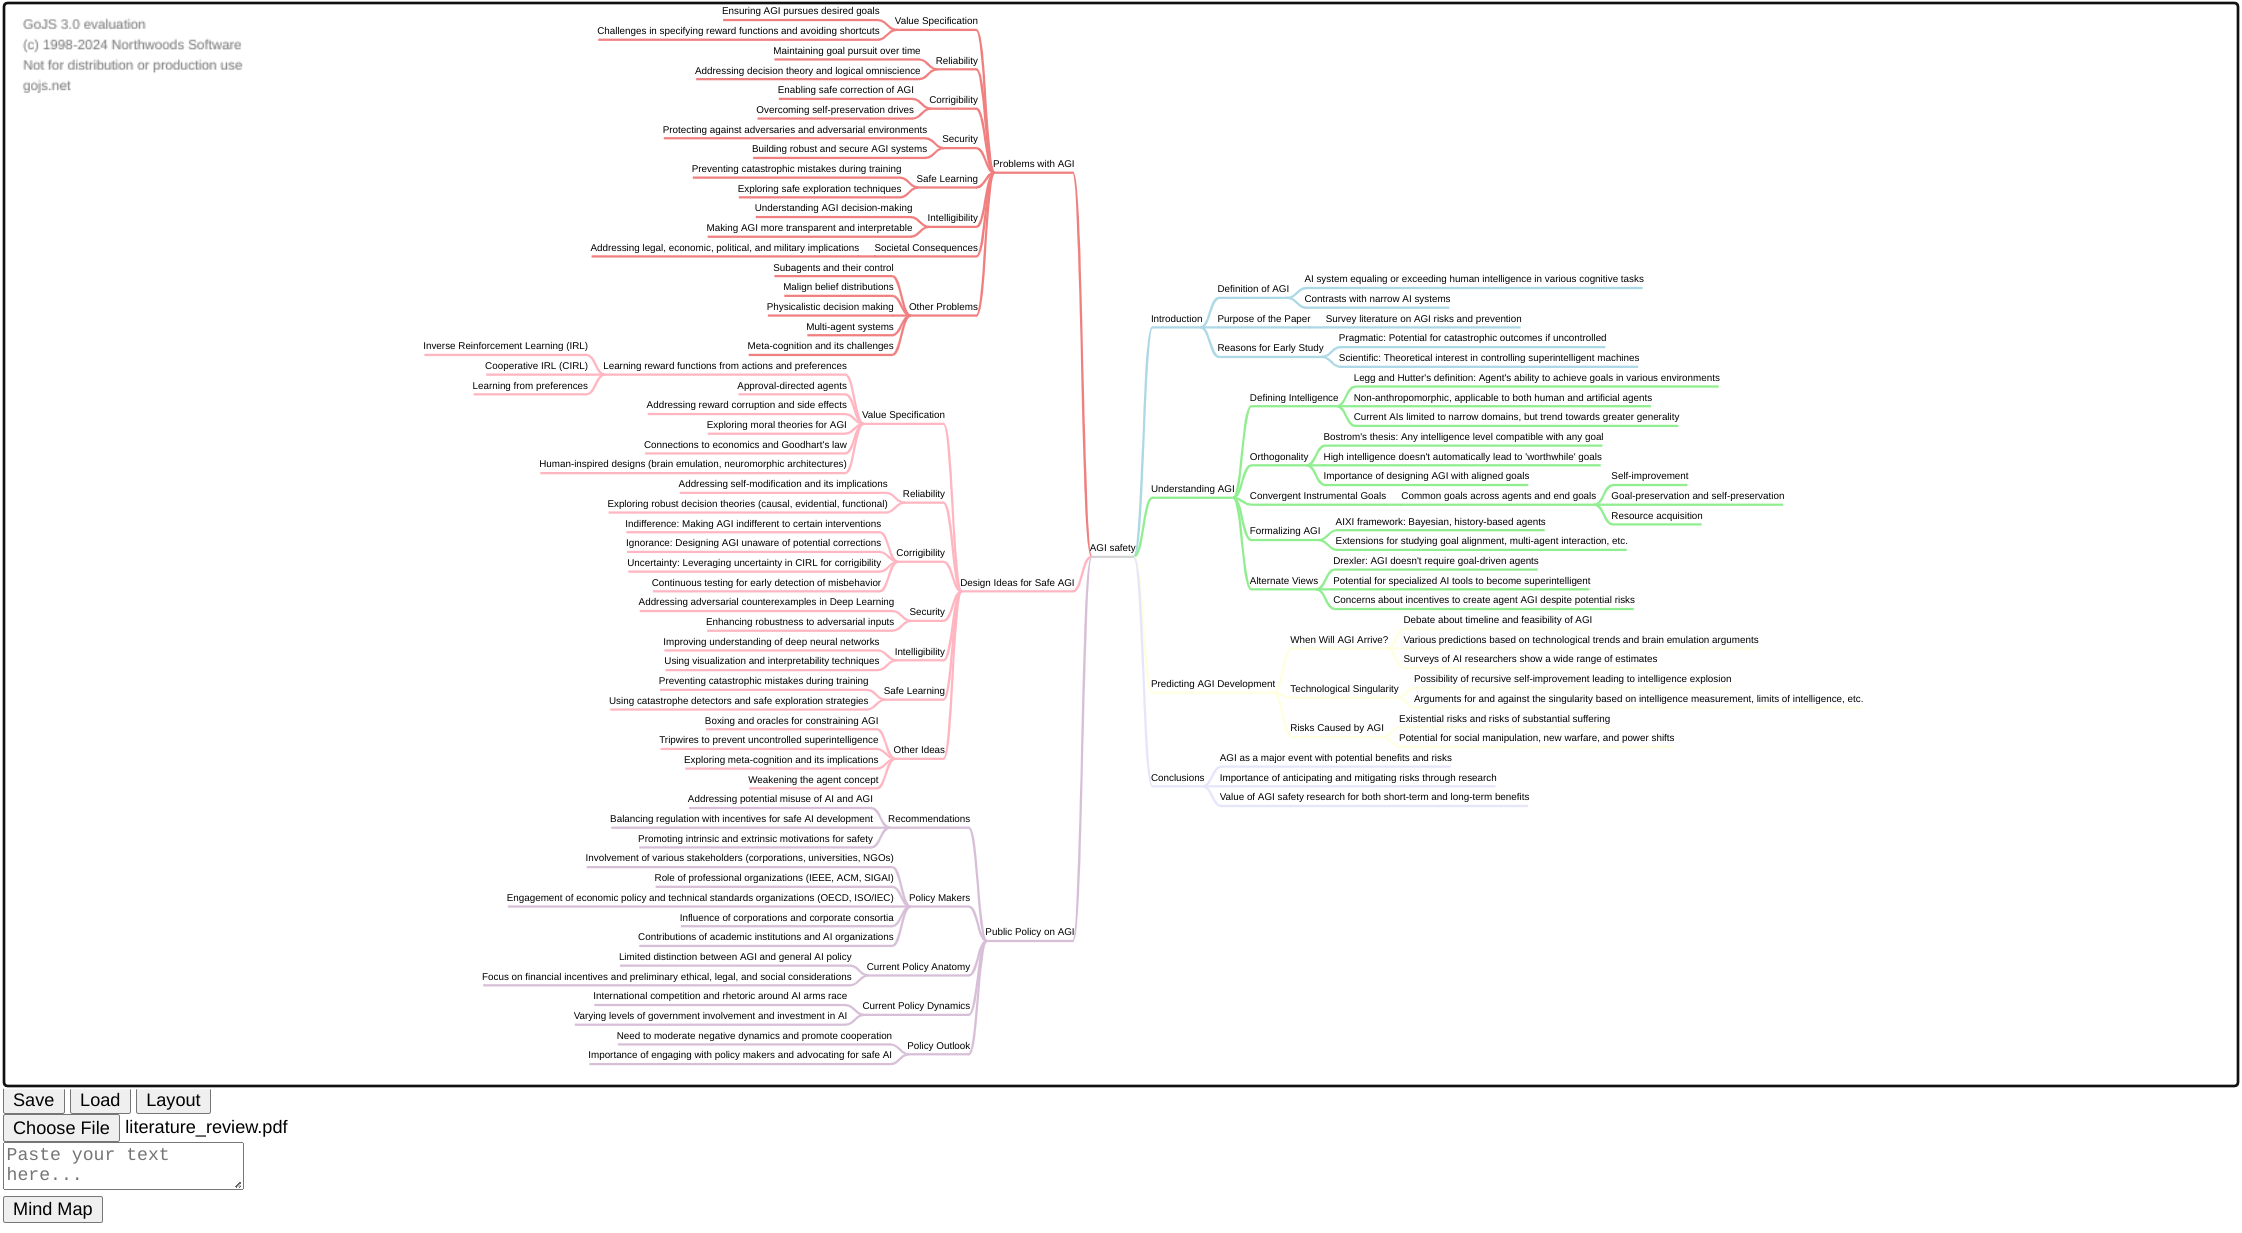 GoJS 3.0 evaluation
(c) 1998-2024 Northwoods Software
Not for distribution or production use
gojs.net
AGI safety
Problems with AGI
Value Specification
Ensuring AGI pursues desired goals
Challenges in specifying reward functions and avoiding shortcuts
Reliability
Maintaining goal pursuit over time
Addressing decision theory and logical omniscience
Corrigibility
Enabling safe correction of AGI
Overcoming self-preservation drives
Security
Protecting against adversaries and adversarial environments
Building robust and secure AGI systems
Safe Learning
Preventing catastrophic mistakes during training
Exploring safe exploration techniques
Intelligibility
Understanding AGI decision-making
Making AGI more transparent and interpretable
Societal Consequences
Addressing legal, economic, political, and military implications
Other Problems
Subagents and their control
Malign belief distributions
Physicalistic decision making
Multi-agent systems
Meta-cognition and its challenges
Design Ideas for Safe AGI
Value Specification
Learning reward functions from actions and preferences
Inverse Reinforcement Learning (IRL)
Cooperative IRL (CIRL)
Learning from preferences
Approval-directed agents
Addressing reward corruption and side effects
Exploring moral theories for AGI
Connections to economics and Goodhart's law
Human-inspired designs (brain emulation, neuromorphic architectures)
Reliability
Addressing self-modification and its implications
Exploring robust decision theories (causal, evidential, functional)
Corrigibility
Indifference: Making AGI indifferent to certain interventions
Ignorance: Designing AGI unaware of potential corrections
Uncertainty: Leveraging uncertainty in CIRL for corrigibility
Continuous testing for early detection of misbehavior
Security
Addressing adversarial counterexamples in Deep Learning
Enhancing robustness to adversarial inputs
Intelligibility
Improving understanding of deep neural networks
Using visualization and interpretability techniques
Safe Learning
Preventing catastrophic mistakes during training
Using catastrophe detectors and safe exploration strategies
Other Ideas
Boxing and oracles for constraining AGI
Tripwires to prevent uncontrolled superintelligence
Exploring meta-cognition and its implications
Weakening the agent concept
Public Policy on AGI
Recommendations
Addressing potential misuse of AI and AGI
Balancing regulation with incentives for safe AI development
Promoting intrinsic and extrinsic motivations for safety
Policy Makers
Involvement of various stakeholders (corporations, universities, NGOs)
Role of professional organizations (IEEE, ACM, SIGAI)
Engagement of economic policy and technical standards organizations (OECD, ISO/IEC)
Influence of corporations and corporate consortia
Contributions of academic institutions and AI organizations
Current Policy Anatomy
Limited distinction between AGI and general AI policy
Focus on financial incentives and preliminary ethical, legal, and social considerations
Current Policy Dynamics
International competition and rhetoric around AI arms race
Varying levels of government involvement and investment in AI
Policy Outlook
Need to moderate negative dynamics and promote cooperation
Importance of engaging with policy makers and advocating for safe AI
Introduction
Definition of AGI
AI system equaling or exceeding human intelligence in various cognitive tasks
Contrasts with narrow AI systems
Purpose of the Paper
Survey literature on AGI risks and prevention
Reasons for Early Study
Pragmatic: Potential for catastrophic outcomes if uncontrolled
Scientific: Theoretical interest in controlling superintelligent machines
Understanding AGI
Defining Intelligence
Legg and Hutter's definition: Agent's ability to achieve goals in various environments
Non-anthropomorphic, applicable to both human and artificial agents
Current AIs limited to narrow domains, but trend towards greater generality
Orthogonality
Bostrom's thesis: Any intelligence level compatible with any goal
High intelligence doesn't automatically lead to 'worthwhile' goals
Importance of designing AGI with aligned goals
Convergent Instrumental Goals
Common goals across agents and end goals
Self-improvement
Goal-preservation and self-preservation
Resource acquisition
Formalizing AGI
AIXI framework: Bayesian, history-based agents
Extensions for studying goal alignment, multi-agent interaction, etc.
Alternate Views
Drexler: AGI doesn't require goal-driven agents
Potential for specialized AI tools to become superintelligent
Concerns about incentives to create agent AGI despite potential risks
Predicting AGI Development
When Will AGI Arrive?
Debate about timeline and feasibility of AGI
Various predictions based on technological trends and brain emulation arguments
Surveys of AI researchers show a wide range of estimates
Technological Singularity
Possibility of recursive self-improvement leading to intelligence explosion
Arguments for and against the singularity based on intelligence measurement, limits of intelligence, etc.
Risks Caused by AGI
Existential risks and risks of substantial suffering
Potential for social manipulation, new warfare, and power shifts
Conclusions
AGI as a major event with potential benefits and risks
Importance of anticipating and mitigating risks through research
Value of AGI safety research for both short-term and long-term benefits
Save Load Layout
Choose File literature_review.pdf
Paste your text
here...
Mind Map